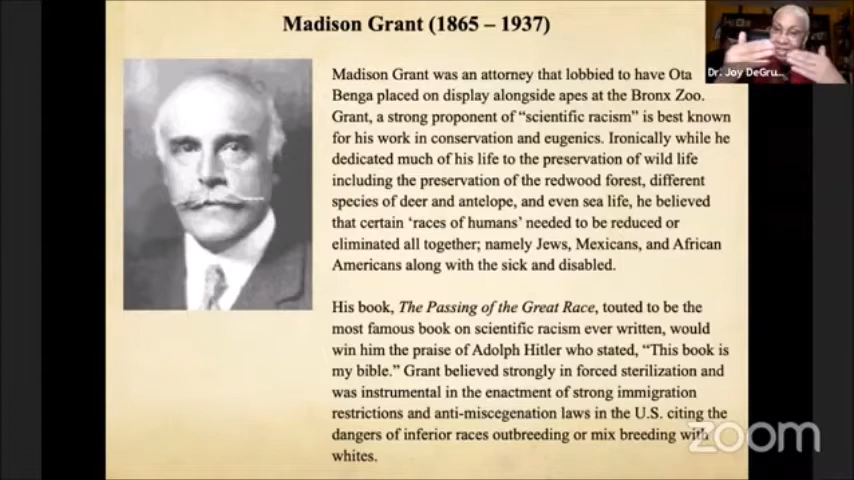 Madison Grant (1865 – 1937)
Dr. Joy DeGru...
Madison Grant was an attorney that lobbied to have Ota
Benga placed on display alongside apes at the Bronx Zoo.
Grant, a strong proponent of “scientific racism” is best known
for his work in conservation and eugenics. Ironically while he
dedicated much of his life to the preservation of wild life
including the preservation of the redwood forest, different
species of deer and antelope, and even sea life, he believed
that certain ‘races of humans’ needed to be reduced or
eliminated all together; namely Jews, Mexicans, and African
Americans along with the sick and disabled.
His book, The Passing of the Great Race, touted to be the
most famous book on scientific racism ever written, would
win him the praise of Adolph Hitler who stated, “This book is
my bible.” Grant believed strongly in forced sterilization and
was instrumental in the enactment of strong immigration
restrictions and anti-miscegenation laws in the U.S. citing the
dangers of inferior races outbreeding or mix breeding with
whites.
zoom